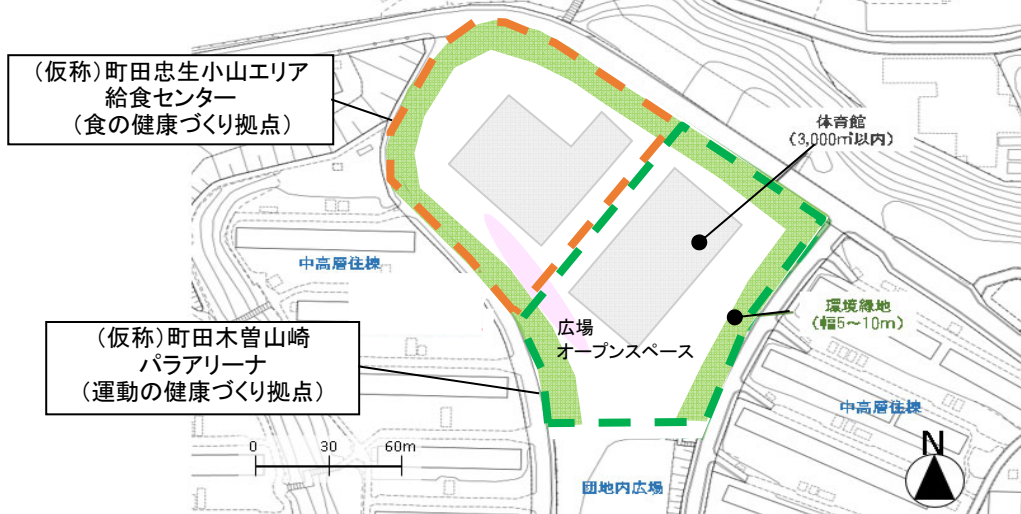 (仮称)町田忠生小山エリア
給食センター
(食の健康づくり拠点)
体育館
(3,000㎡以内)
中高層住棟
環境緑地
(幅5~10m)
広場
オープンスペース
(仮称)町田木曽山崎
パラアリーナ
(運動の健康づくり拠点)
中高層住棟
0 30 60m
団地内広場
N